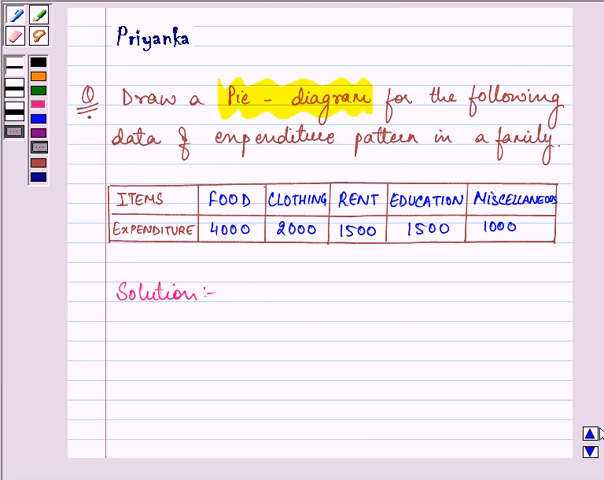 Priyanka
Q Draw a Pie - diagram for the following
data of expenditure pattern in a family.
ITEMS FOOD CLOTHING RENT EDUCATION MISCELLANEOUS
EXPENDITURE 4000 2000 1500 1500 1000
Solution:-